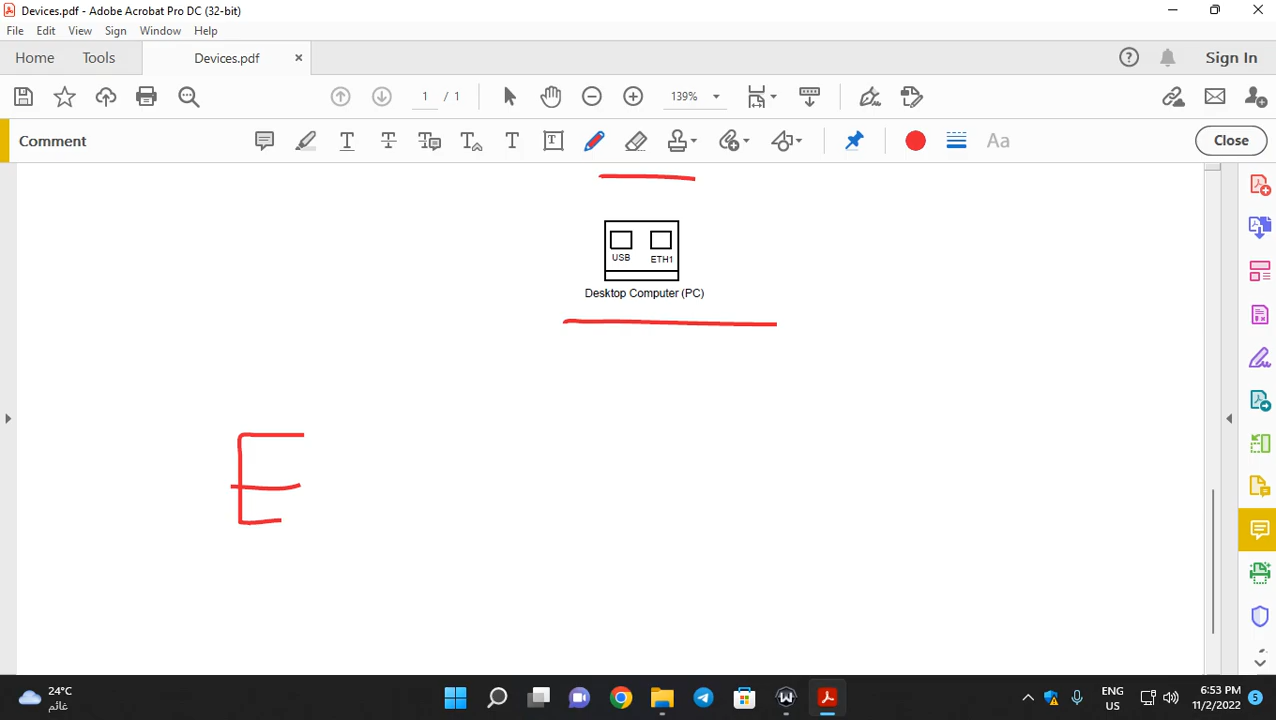 Devices.pdf - Adobe Acrobat Pro DC (32-bit)
File Edit View Sign Window Help
Home Tools Devices.pdf × ? Sign In
1 / 1 139%
Comment T T T T T T Aa Close
USB ETH1
Desktop Computer (PC)
E
24°C
غائم
ENG
US
6:53 PM
11/2/2022
5